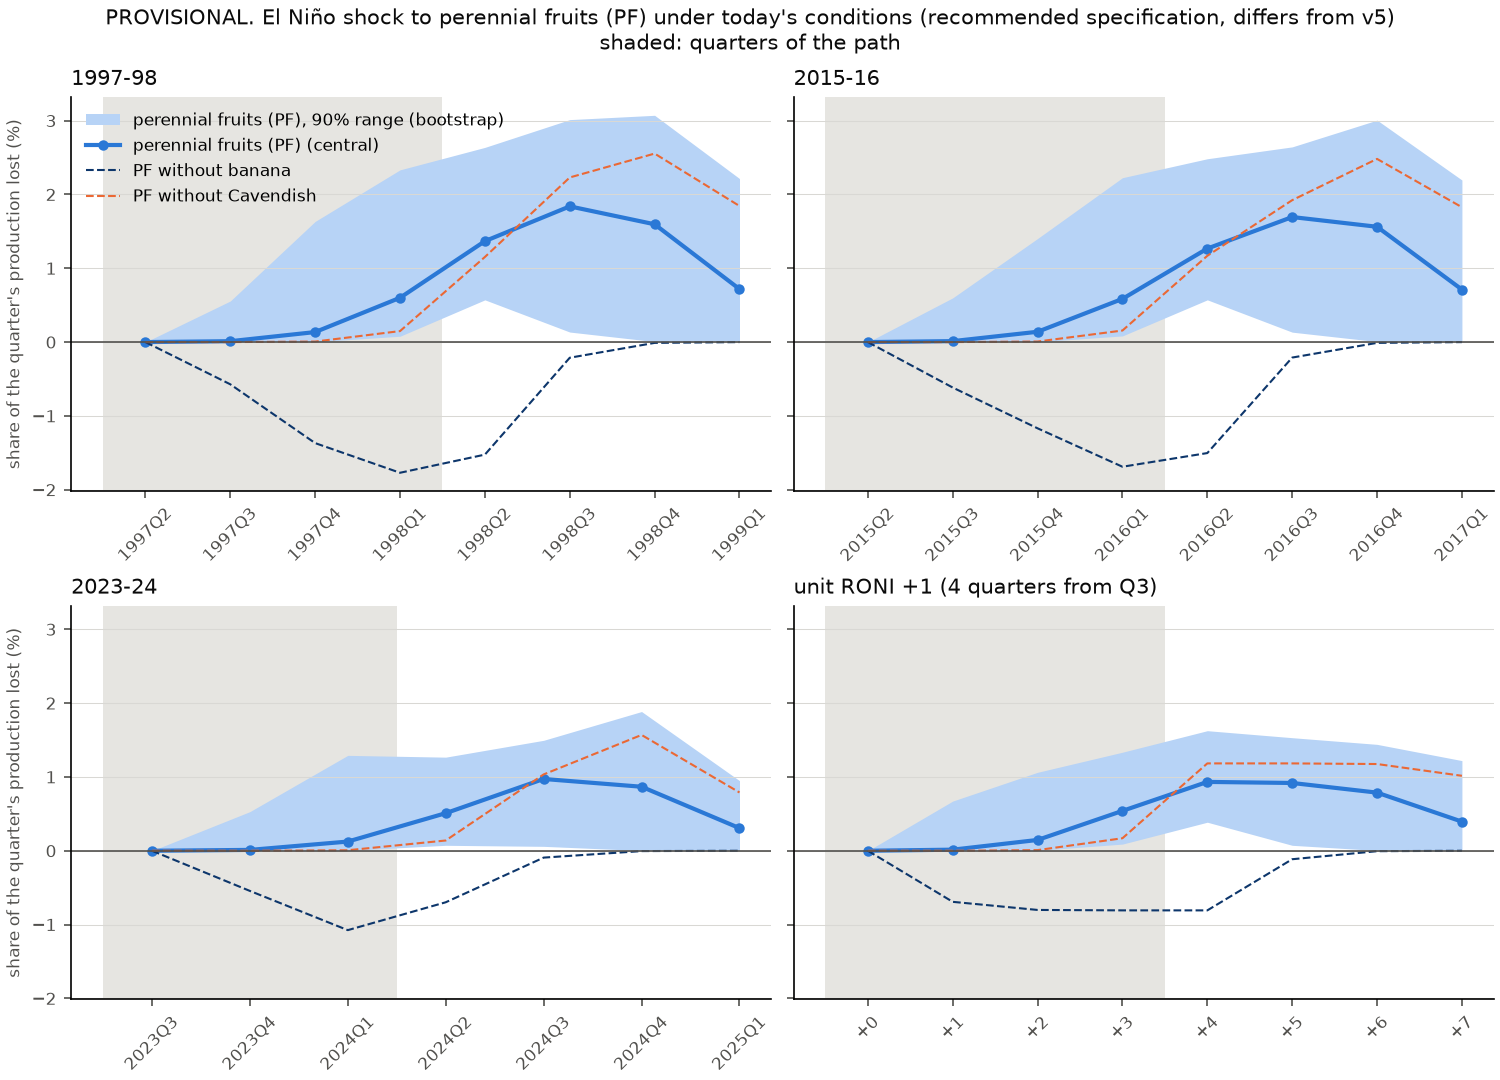 PROVISIONAL. El Niño shock to perennial fruits (PF) under today's conditions (recommended specification, differs from v5)
shaded: quarters of the path
1997-98
share of the quarter's production lost (%)
3
2
1
0
−1
−2
perennial fruits (PF), 90% range (bootstrap)
perennial fruits (PF) (central)
PF without banana
PF without Cavendish
1997Q2
1997Q3
1997Q4
1998Q1
1998Q2
1998Q3
1998Q4
1999Q1
2015-16
2015Q2
2015Q3
2015Q4
2016Q1
2016Q2
2016Q3
2016Q4
2017Q1
2023-24
share of the quarter's production lost (%)
3
2
1
0
−1
−2
2023Q3
2023Q4
2024Q1
2024Q2
2024Q3
2024Q4
2025Q1
unit RONI +1 (4 quarters from Q3)
+0
+1
+2
+3
+4
+5
+6
+7